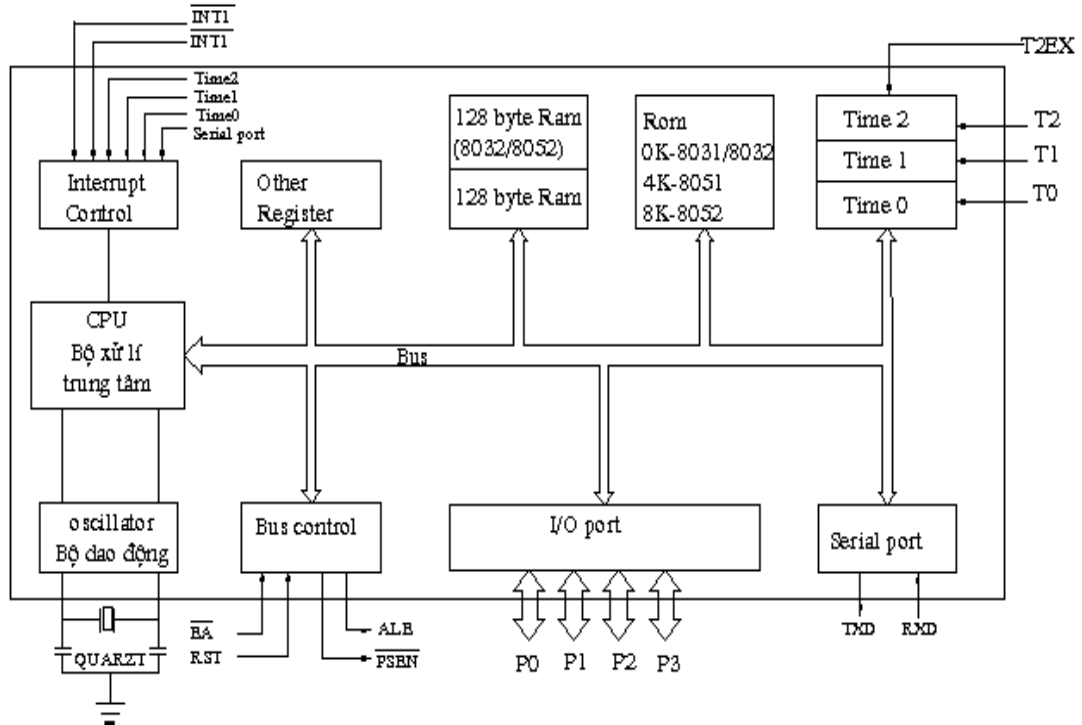 INT1
INT1
T2EX
Time2
Time1
Time0
Serial port
Interrupt
Control
Other
Register
128 byte Ram
(8032/8052)
128 byte Ram
Rom
0K-8031/8032
4K-8051
8K-8052
Time 2
Time 1
Time 0
T2
T1
T0
CPU
Bộ xử lí
trung tâm
Bus
oscillator
Bộ dao động
Bus control
I/O port
Serial port
EA
RST
ALE
PSEN
P0
P1
P2
P3
TXD
RXD
QUARZT